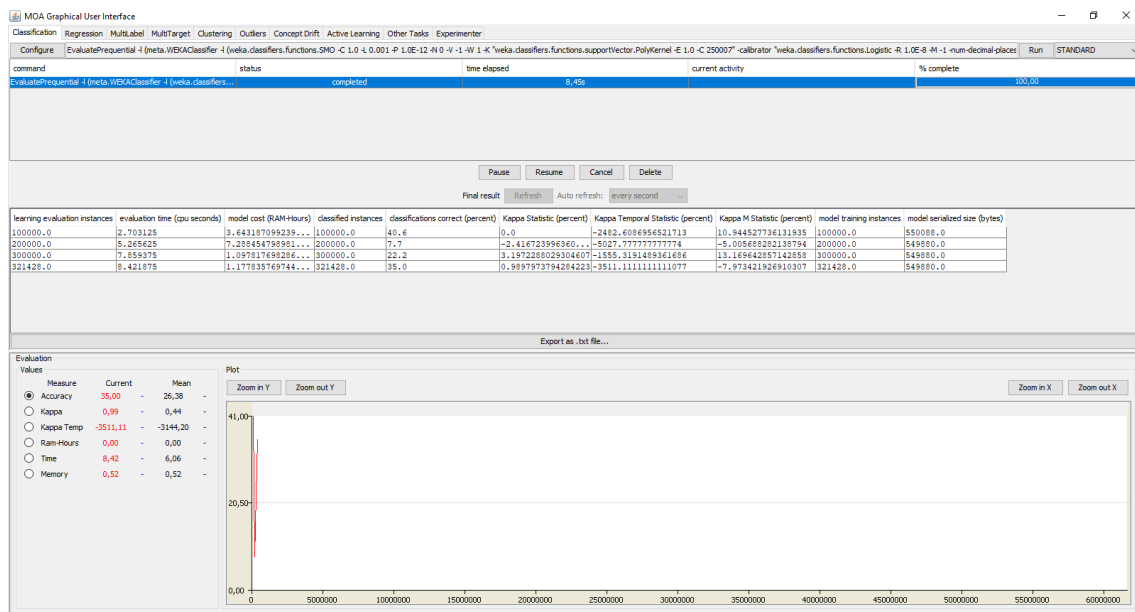 MOA Graphical User Interface
Classification Regression MultiLabel MultiTarget Clustering Outliers Concept Drift Active Learning Other Tasks Experimenter
Configure EvaluatePrequential -l (meta.WEKAClassifier -l (weka.classifiers.functions.SMO -C 1.0 -L 0.001 -P 1.0E-12 -N 0 -V -1 -W 1 -K "weka.classifiers.functions.supportVector.PolyKernel -E 1.0 -C 250007" -calibrator "weka.classifiers.functions.Logistic -R 1.0E-8 -M -1 -num-decimal-places Run STANDARD
command status time elapsed current activity % complete
EvaluatePrequential -l (meta.WEKAClassifier -l (weka.classifiers... completed 8,45s 100,00
Pause Resume Cancel Delete
Final result Refresh Auto refresh: every second
learning evaluation instances evaluation time (cpu seconds) model cost (RAM-Hours) classified instances classifications correct (percent) Kappa Statistic (percent) Kappa Temporal Statistic (percent) Kappa M Statistic (percent) model training instances model serialized size (bytes)
100000.0 2.703125 3.643187099239... 100000.0 40.6 0.0 -2482.6086956521713 10.944527736131935 100000.0 550088.0
200000.0 5.265625 7.288454798981... 200000.0 7.7 -2.416723996360... -5027.777777777774 -5.005688282138794 200000.0 549880.0
300000.0 7.859375 1.097817698286... 300000.0 22.2 3.1972288029304607 -1555.3191489361686 13.169642857142858 300000.0 549880.0
321428.0 8.421875 1.177835769744... 321428.0 35.0 0.9897973794284223 -3511.1111111111077 -7.973421926910307 321428.0 549880.0
Export as .txt file...
Evaluation
Values Plot
Measure Current Mean
Zoom in Y Zoom out Y Zoom in X Zoom out X
Accuracy 35,00 - 26,38 -
Kappa 0,99 - 0,44 -
Kappa Temp -3511,11 - -3144,20 -
Ram-Hours 0,00 - 0,00 -
Time 8,42 - 6,06 -
Memory 0,52 - 0,52 -
41,00
20,50
0,00
0 5000000 10000000 15000000 20000000 25000000 30000000 35000000 40000000 45000000 50000000 55000000 60000000